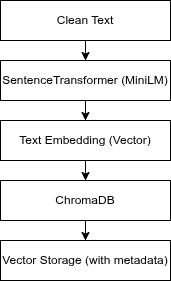 Clean Text
SentenceTransformer (MiniLM)
Text Embedding (Vector)
ChromaDB
Vector Storage (with metadata)